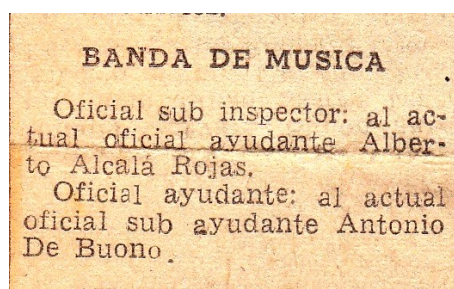 BANDA DE MUSICA
Oficial sub inspector: al ac-
tual oficial ayudante Alber-
to Alcalá Rojas.
Oficial ayudante: al actual
oficial sub ayudante Antonio
De Buono.